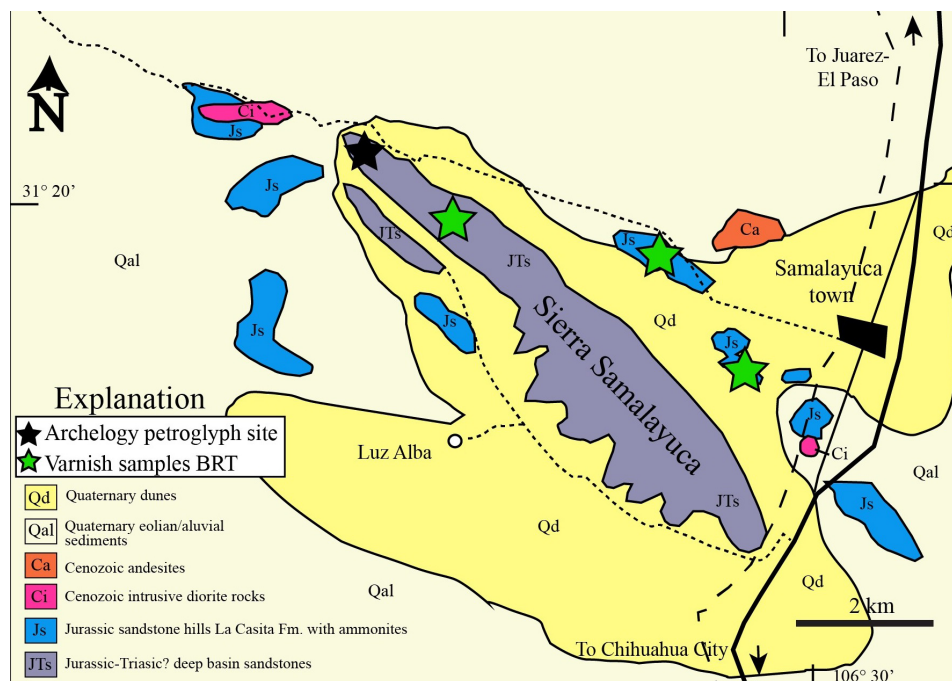 To Juarez-
El Paso
N
Ci
Js
31° 20’
Js
Qal
JTs
JTs
Js
Ca
Qd
Samalayuca
town
Qd
Js
Js
Js
Sierra Samalayuca
Js
Ci
Explanation
Archelogy petroglyph site
Varnish samples BRT
Luz Alba
Qal
Js
JTs
Qd
Qd Quaternary dunes
Qal Quaternary eolian/aluvial
sediments
Ca Cenozoic andesites
Ci Cenozoic intrusive diorite rocks
Js Jurassic sandstone hills La Casita Fm. with ammonites
JTs Jurassic-Triasic? deep basin sandstones
Qal
Qd
2 km
To Chihuahua City
106° 30’